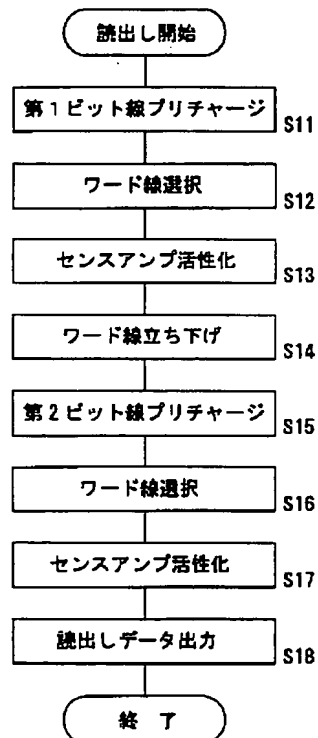 読出し開始
第1ビット線プリチャージ
S11
ワード線選択
S12
センスアンプ活性化
S13
ワード線立ち下げ
S14
第2ビット線プリチャージ
S15
ワード線選択
S16
センスアンプ活性化
S17
読出しデータ出力
S18
終 了